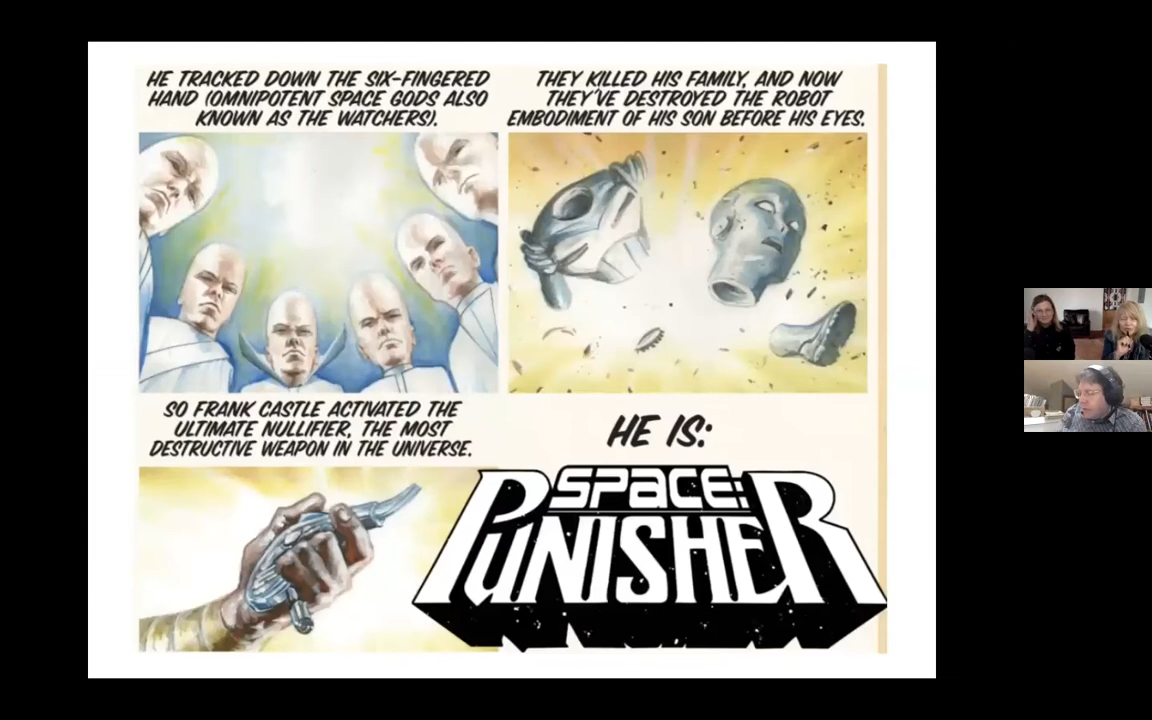 HE TRACKED DOWN THE SIX-FINGERED
HAND (OMNIPOTENT SPACE GODS ALSO
KNOWN AS THE WATCHERS).
THEY KILLED HIS FAMILY, AND NOW
THEY'VE DESTROYED THE ROBOT
EMBODIMENT OF HIS SON BEFORE HIS EYES.
SO FRANK CASTLE ACTIVATED THE
ULTIMATE NULLIFIER, THE MOST
DESTRUCTIVE WEAPON IN THE UNIVERSE.
HE IS:
SPACE:
PUNISHER